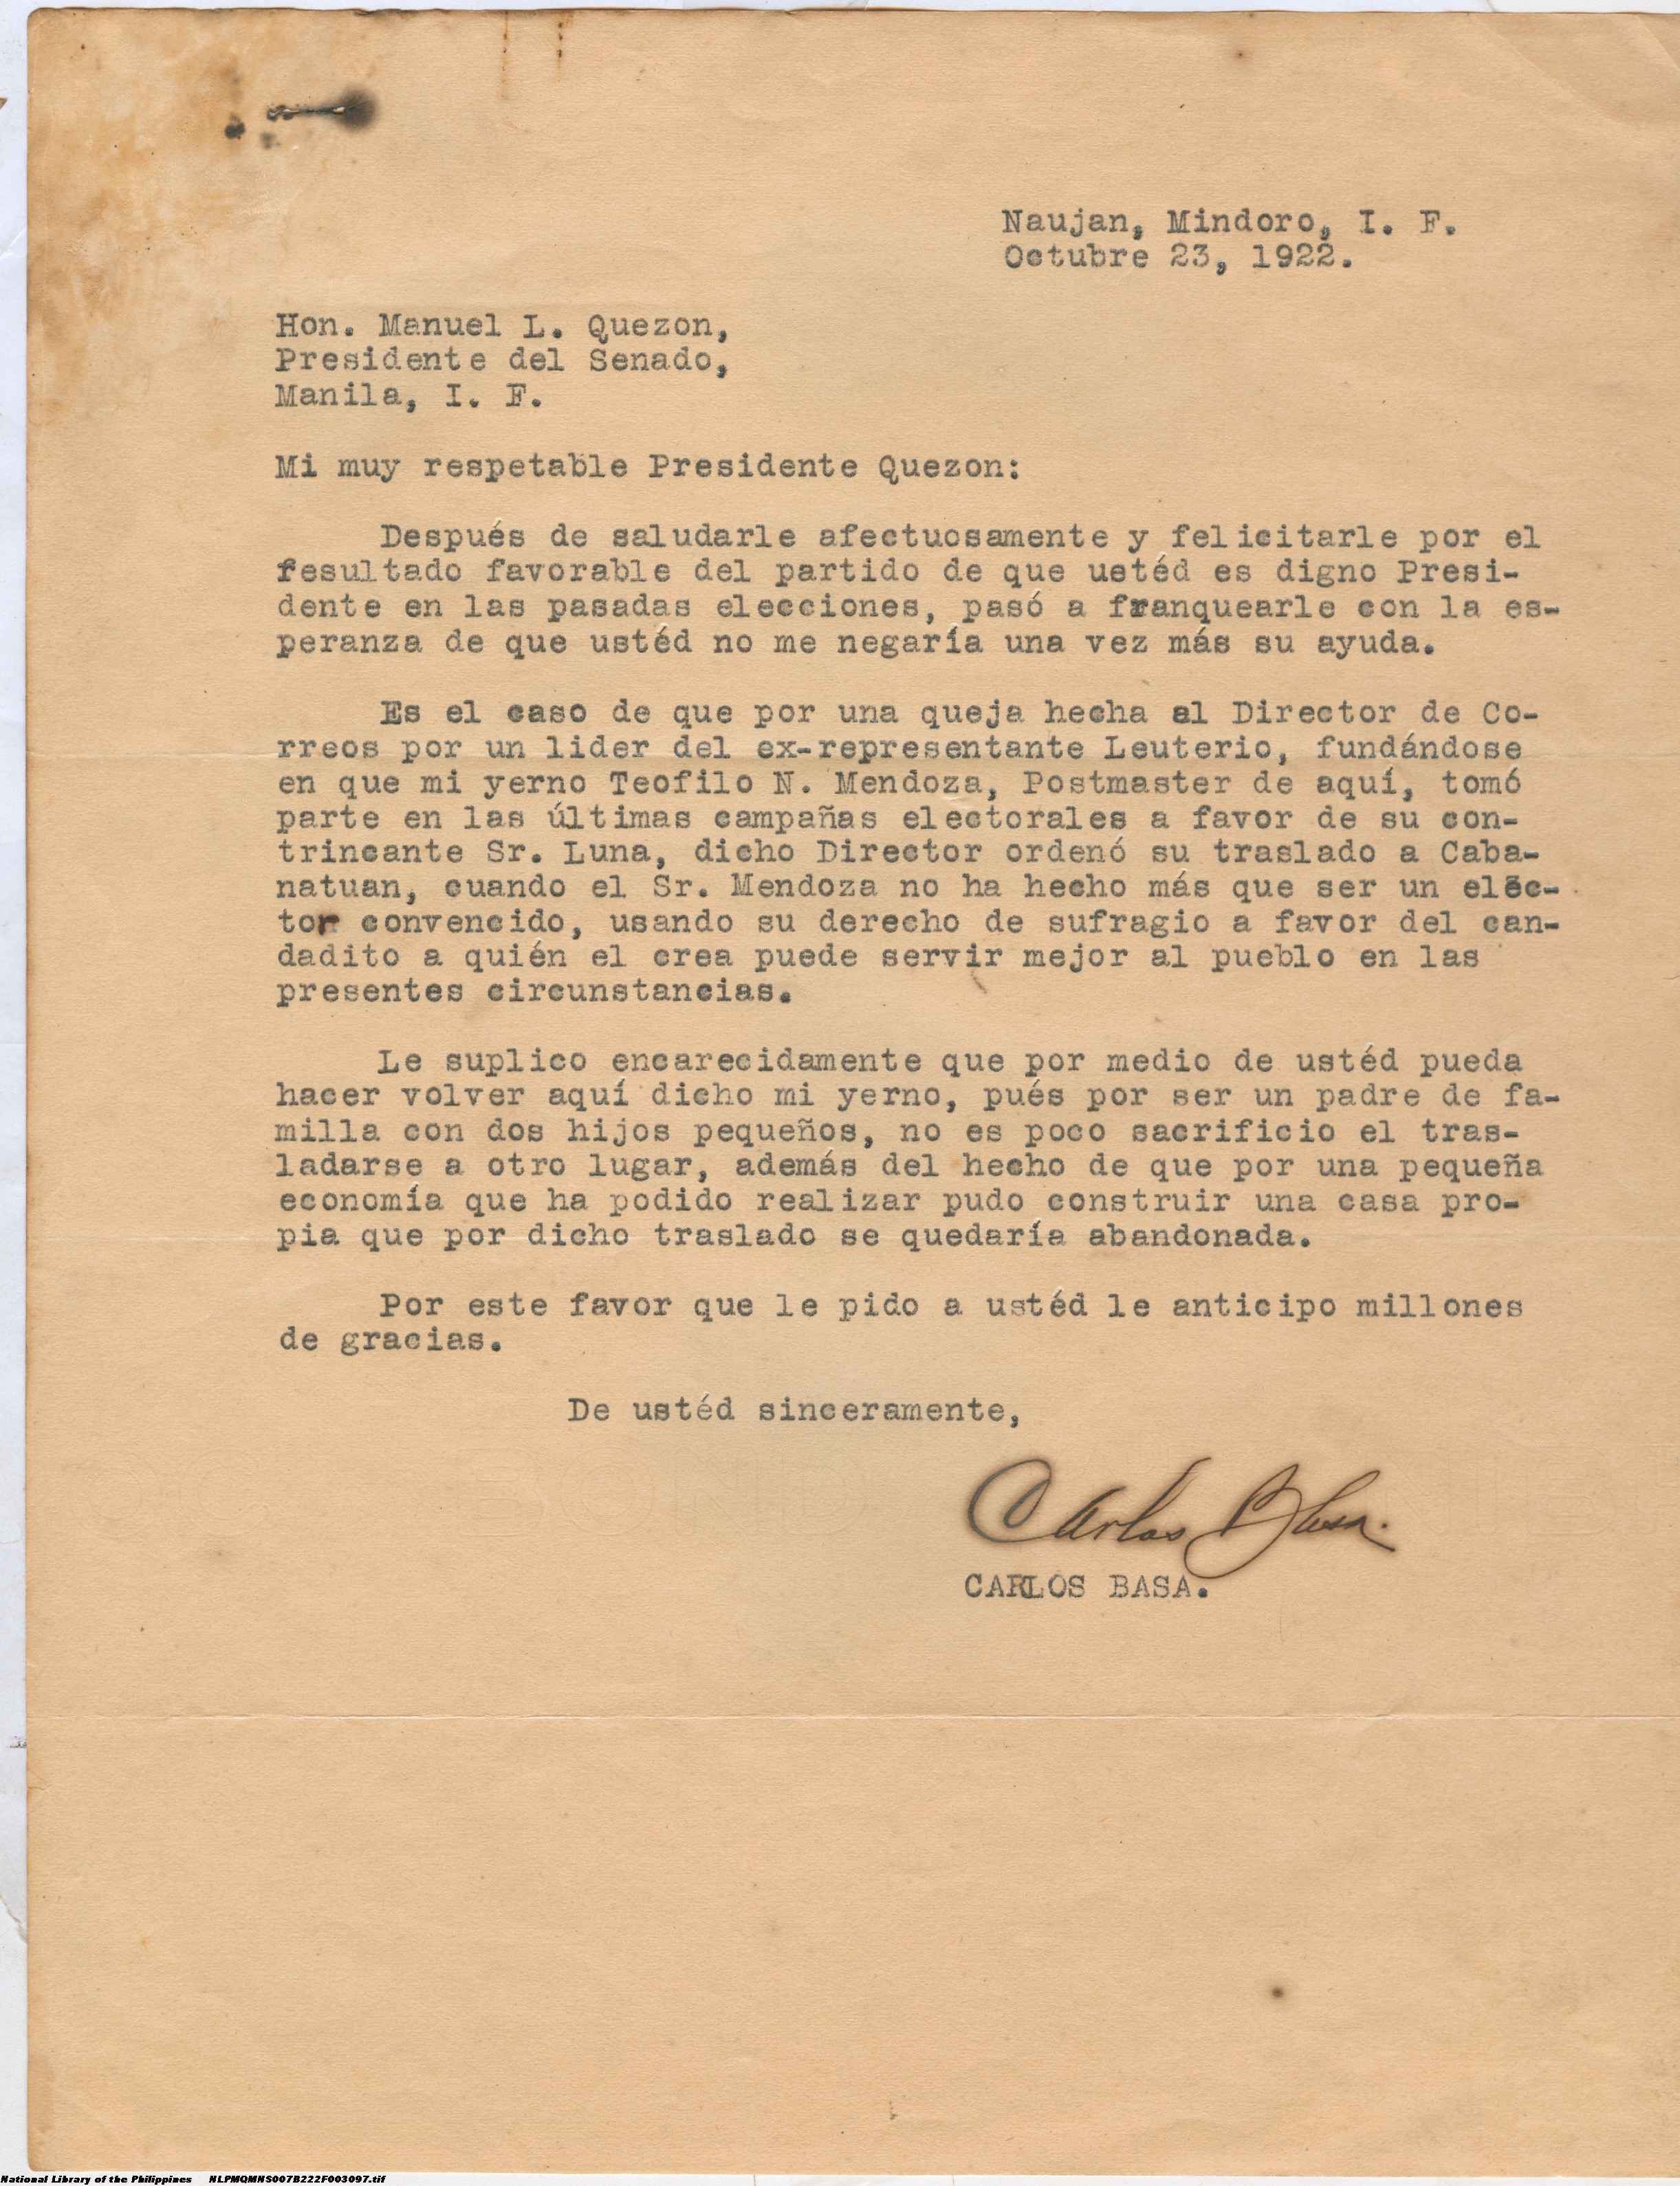 Naujan, Mindoro, I. F.
Octubre 23, 1922.
Hon. Manuel L. Quezon,
Presidente del Senado,
Manila, I. F.
Mi muy respetable Presidente Quezon:
Después de saludarle afectuosamente y felicitarle por el
resultado favorable del partido de que ustéd es digno Presi-
dente en las pasadas elecciones, pasó a franquearle con la es-
peranza de que ustéd no me negaría una vez más su ayuda.
Es el caso de que por una queja hecha al Director de Co-
rreos por un lider del ex-representante Leuterio, fundándose
en que mi yerno Teofilo N. Mendoza, Postmaster de aquí, tomó
parte en las últimas campañas electorales a favor de su con-
trincante Sr. Luna, dicho Director ordenó su traslado a Caba-
natuan, cuando el Sr. Mendoza no ha hecho más que ser un elec-
tor convencido, usando su derecho de sufragio a favor del can-
dadito a quién el crea puede servir mejor al pueblo en las
presentes circunstancias.
Le suplico encarecidamente que por medio de ustéd pueda
hacer volver aquí dicho mi yerno, pués por ser un padre de fa-
milla con dos hijos pequeños, no es poco sacrificio el tras-
ladarse a otro lugar, además del hecho de que por una pequeña
economía que ha podido realizar pudo construir una casa pro-
pia que por dicho traslado se quedaría abandonada.
Por este favor que le pido a ustéd le anticipo millones
de gracias.
De ustéd sinceramente,
Carlos Basa.
CARLOS BASA.
National Library of the Philippines NLPMQMNS007B222F003097.tif